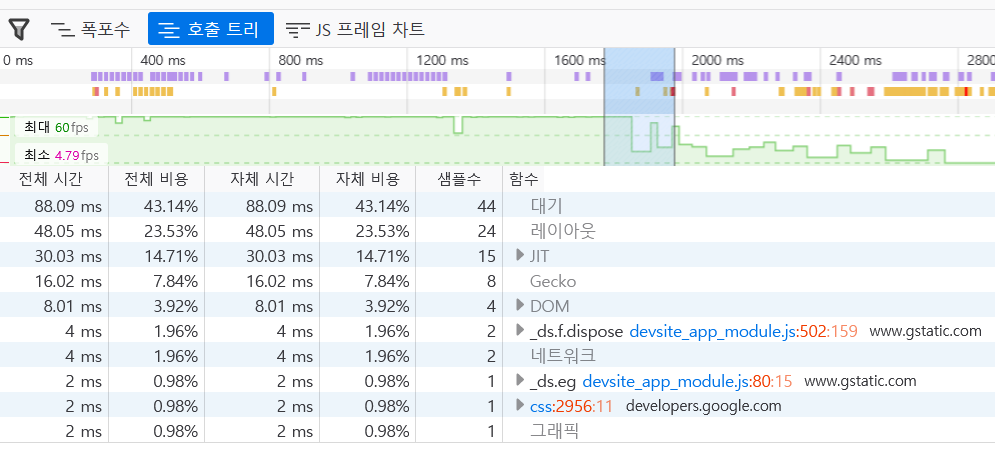 폭포수 호출 트리 JS 프레임 차트
0 ms 400 ms 800 ms 1200 ms 1600 ms 2000 ms 2400 ms 2800
최대 60fps
최소 4.79fps
전체 시간 전체 비용 자체 시간 자체 비용 샘플수 함수
88.09 ms 43.14% 88.09 ms 43.14% 44 대기
48.05 ms 23.53% 48.05 ms 23.53% 24 레이아웃
30.03 ms 14.71% 30.03 ms 14.71% 15 JIT
16.02 ms 7.84% 16.02 ms 7.84% 8 Gecko
8.01 ms 3.92% 8.01 ms 3.92% 4 DOM
4 ms 1.96% 4 ms 1.96% 2 _ds.f.dispose devsite_app_module.js:502:159 www.gstatic.com
4 ms 1.96% 4 ms 1.96% 2 네트워크
2 ms 0.98% 2 ms 0.98% 1 _ds.eg devsite_app_module.js:80:15 www.gstatic.com
2 ms 0.98% 2 ms 0.98% 1 css:2956:11 developers.google.com
2 ms 0.98% 2 ms 0.98% 1 그래픽